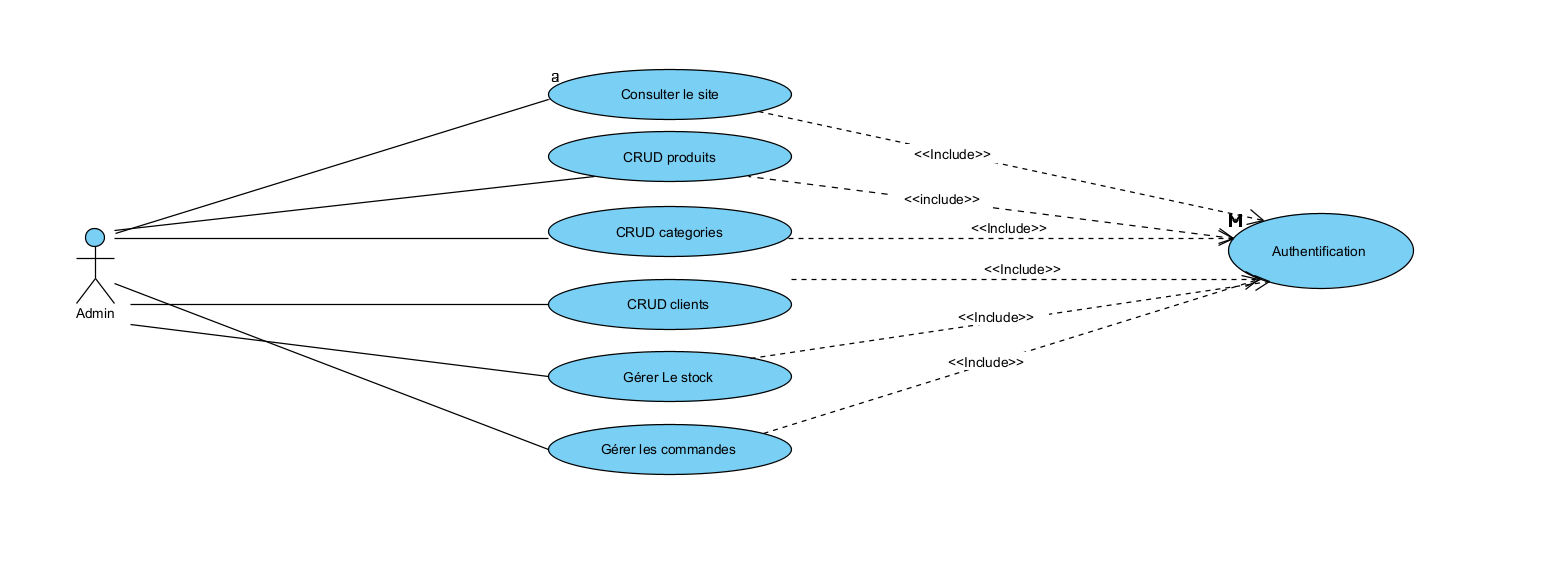 a
Consulter le site
<<Include>>
CRUD produits
<<include>>
M
CRUD categories
<<Include>>
Authentification
<<Include>>
Admin
CRUD clients
<<Include>>
Gérer Le stock
<<Include>>
Gérer les commandes